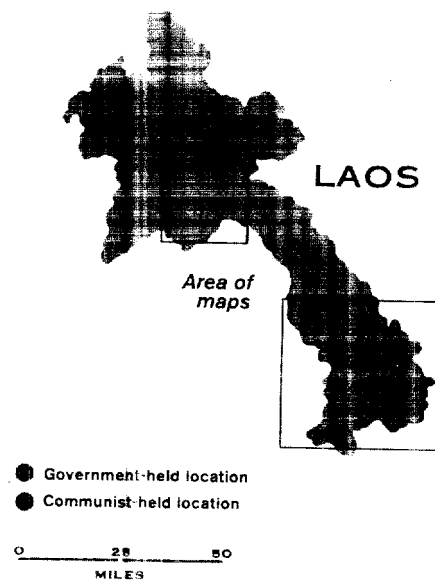 LAOS
Area of
maps
Government-held location
Communist-held location
0 25 50
MILES